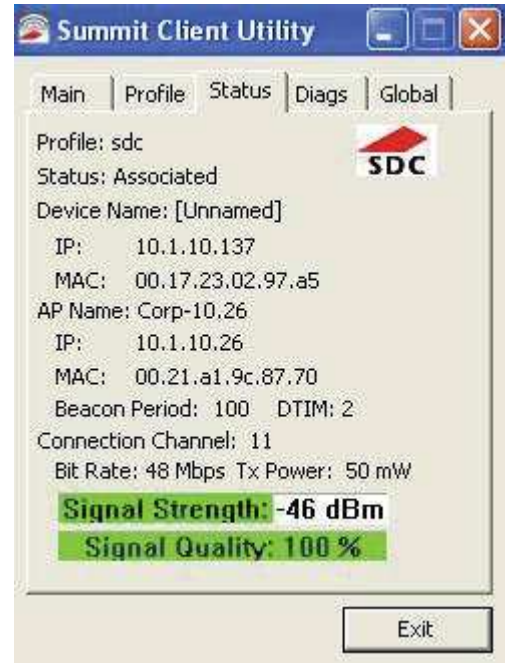 Summit Client Utility
Main Profile Status Diags Global
Profile: sdc
SDC
Status: Associated
Device Name: [Unnamed]
IP: 10.1.10.137
MAC: 00.17.23.02.97.a5
AP Name: Corp-10.26
IP: 10.1.10.26
MAC: 00.21.a1.9c.87.70
Beacon Period: 100 DTIM: 2
Connection Channel: 11
Bit Rate: 48 Mbps Tx Power: 50 mW
Signal Strength: -46 dBm
Signal Quality: 100 %
Exit